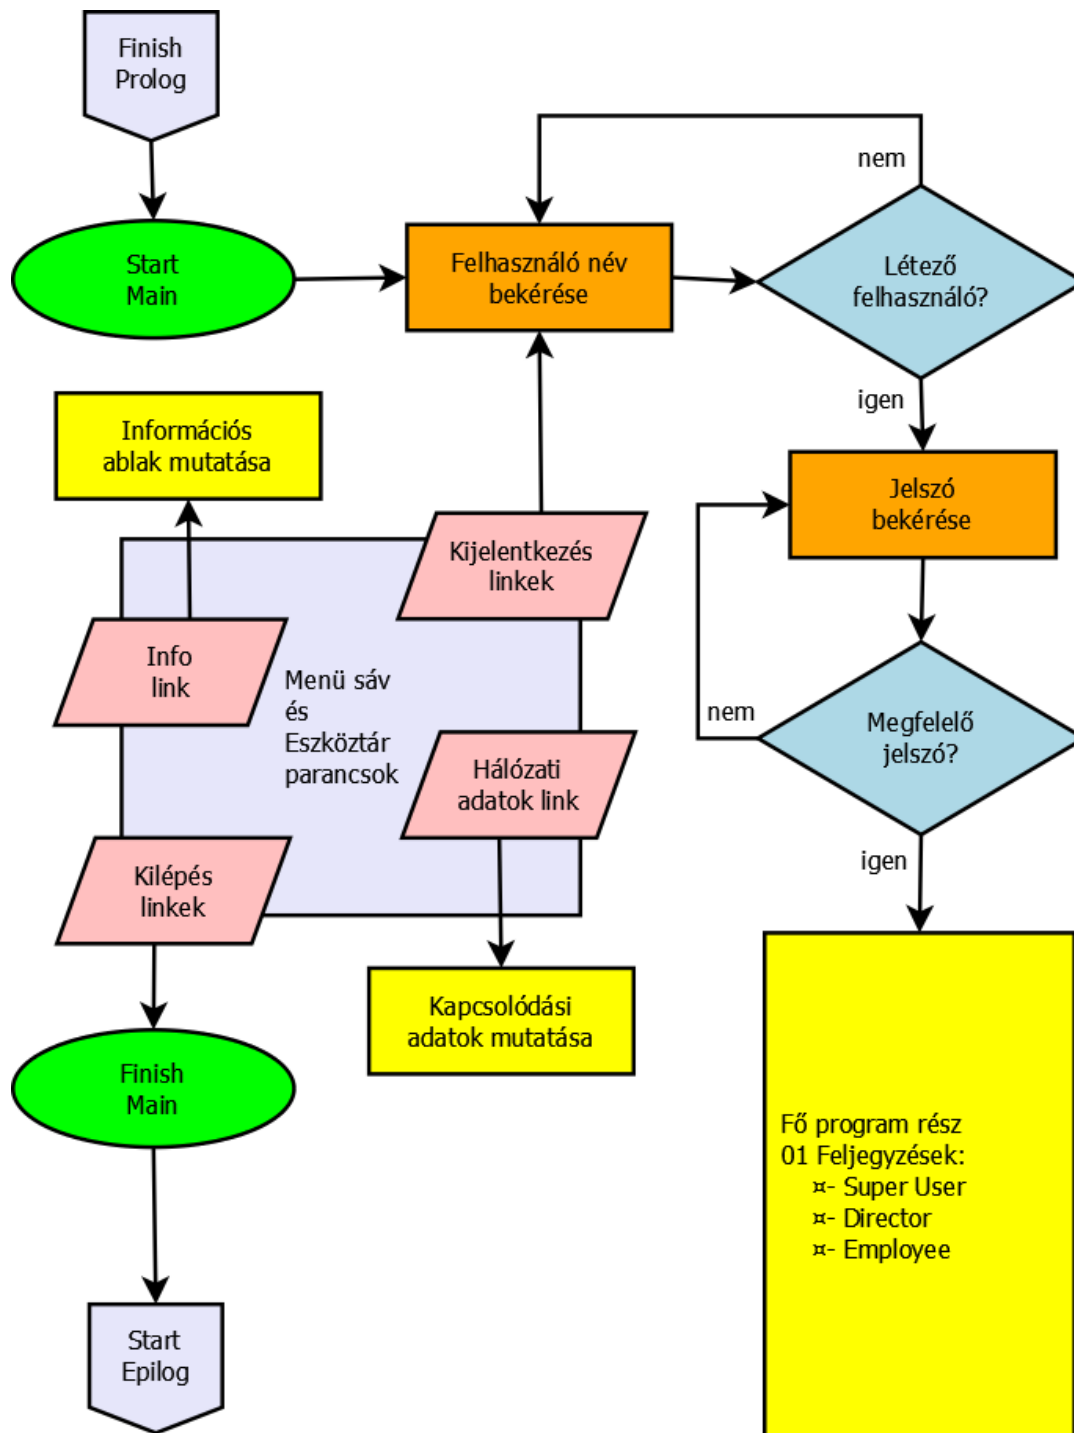 Finish
Prolog
nem
Start
Main
Felhasználó név
bekérése
Létező
felhasználó?
igen
Információs
ablak mutatása
Jelszó
bekérése
Kijelentkezés
linkek
Info
link
Menü sáv
és
Eszköztár
parancsok
nem
Megfelelő
jelszó?
Hálózati
adatok link
igen
Kilépés
linkek
Kapcsolódási
adatok mutatása
Finish
Main
Fő program rész
01 Feljegyzések:
¤- Super User
¤- Director
¤- Employee
Start
Epilog